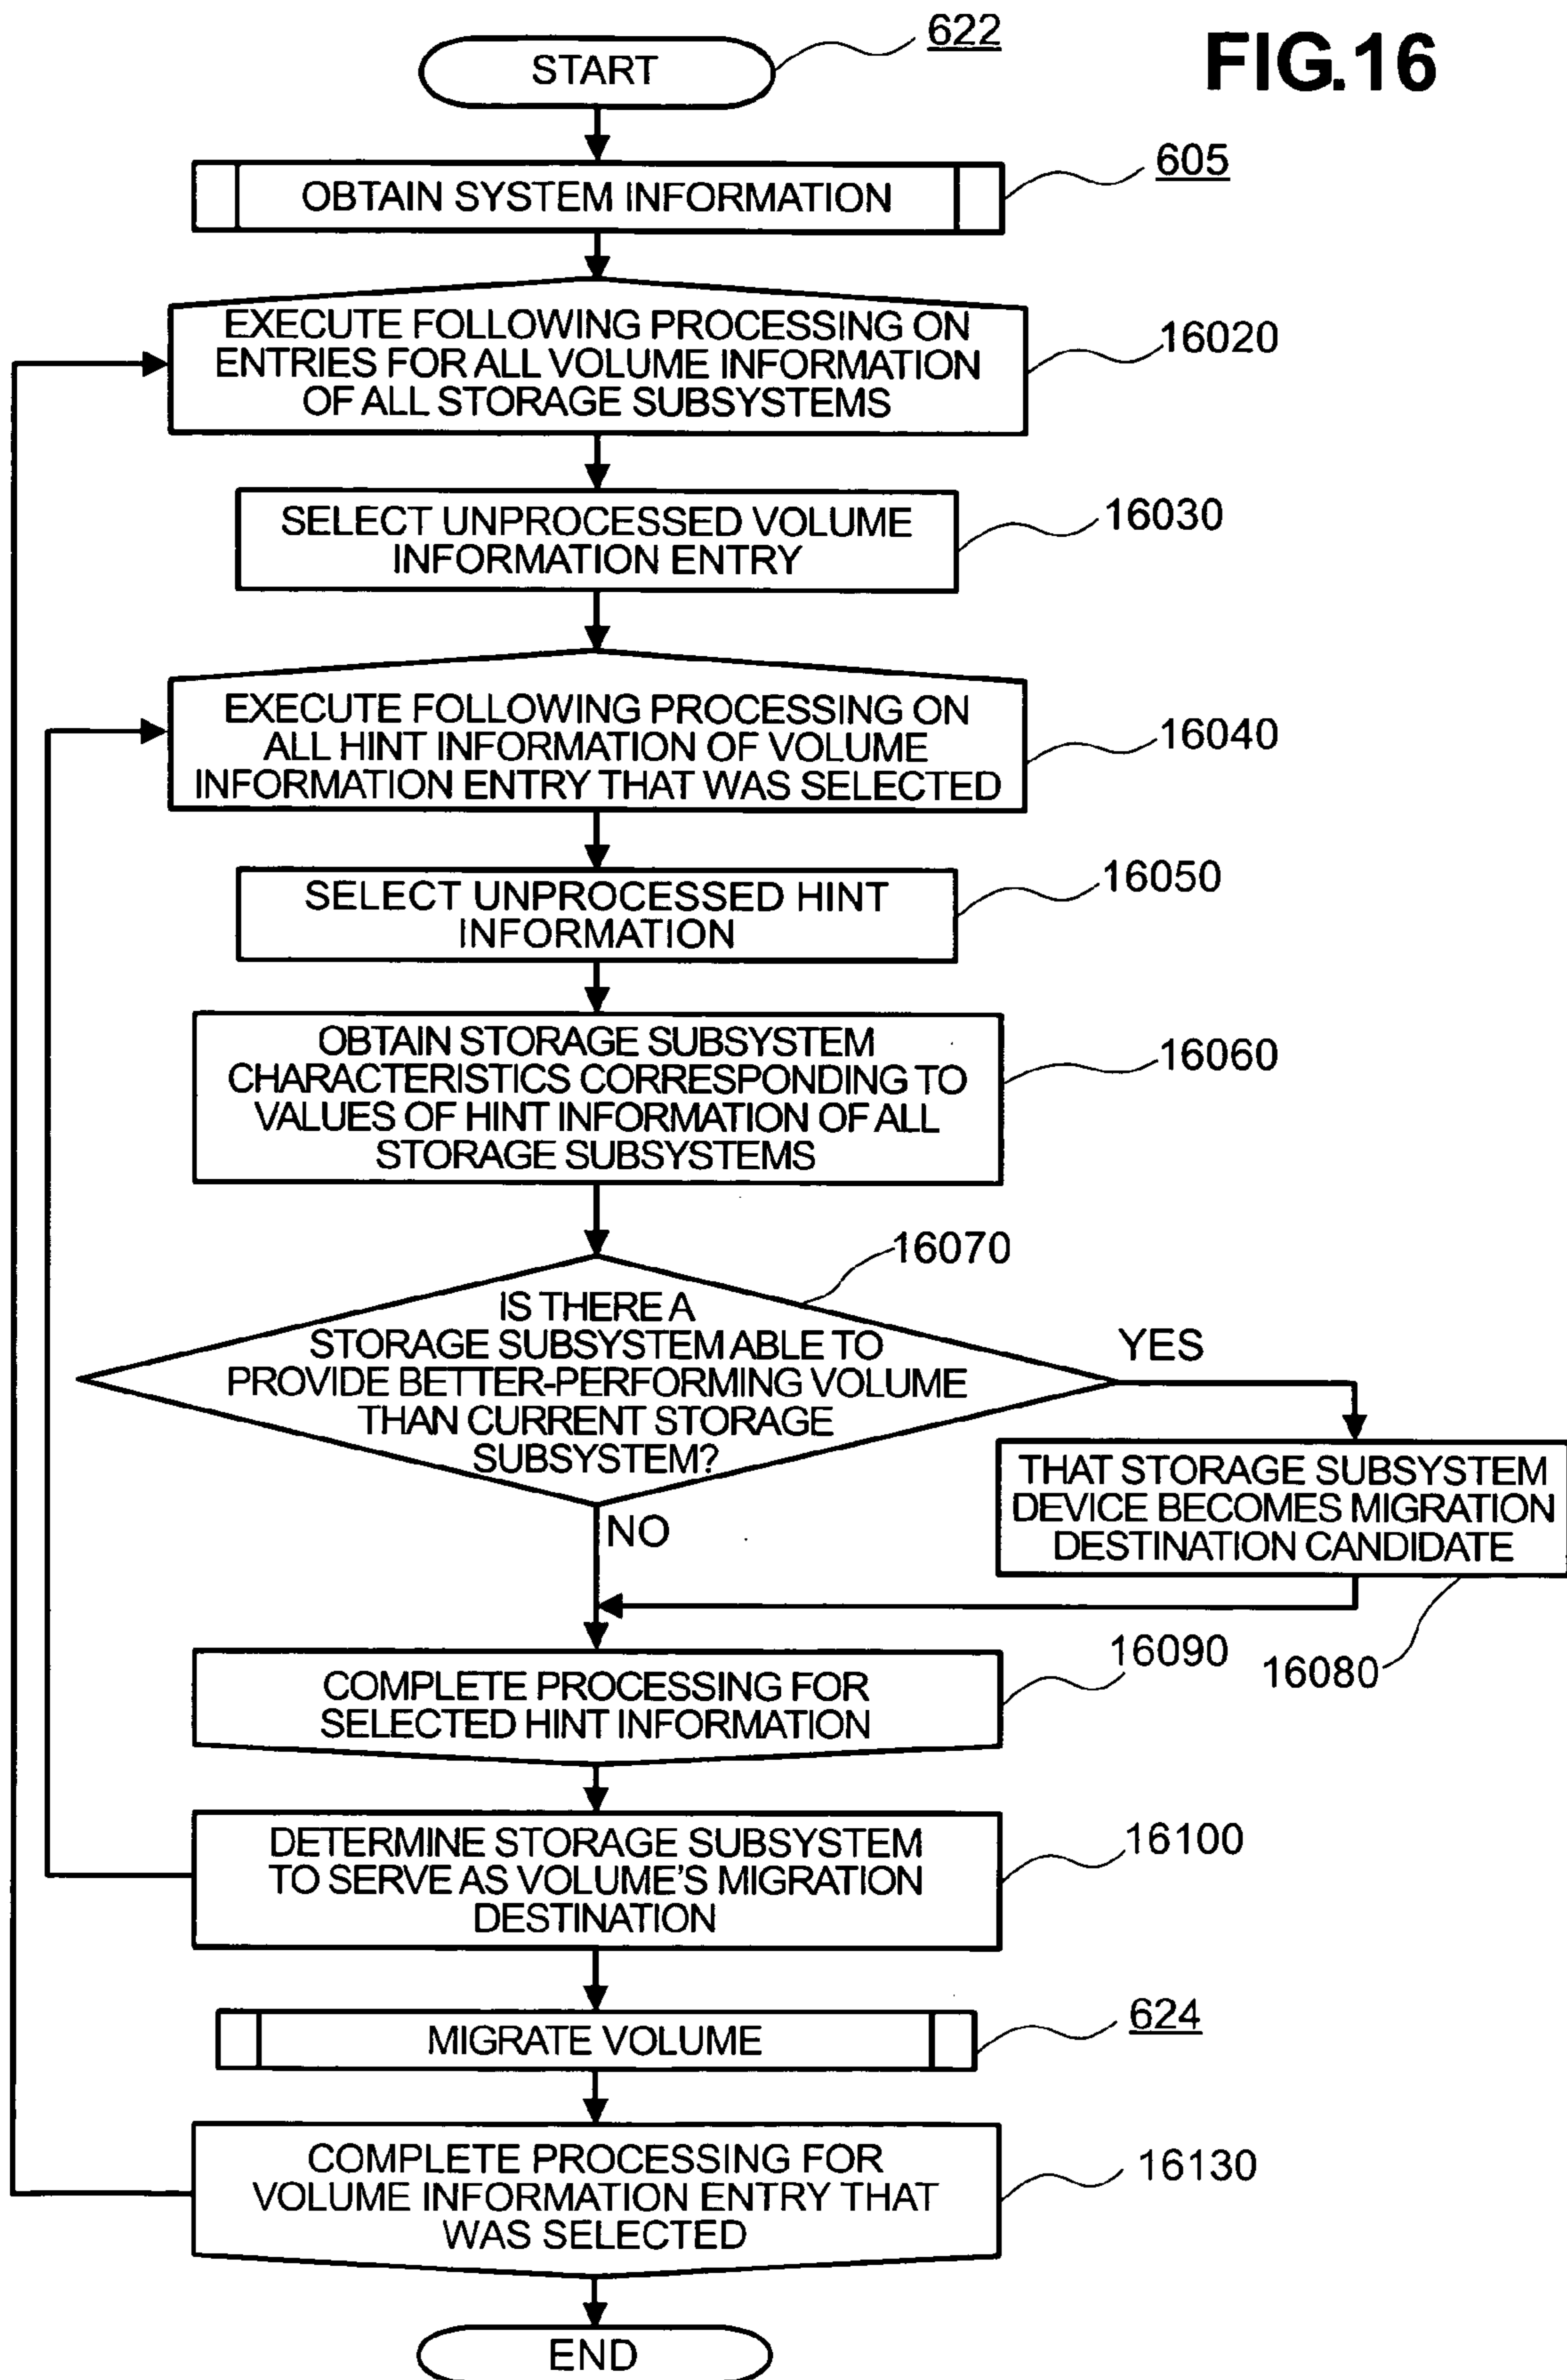 622
FIG.16
START
605
OBTAIN SYSTEM INFORMATION
EXECUTE FOLLOWING PROCESSING ON
ENTRIES FOR ALL VOLUME INFORMATION
OF ALL STORAGE SUBSYSTEMS
16020
SELECT UNPROCESSED VOLUME
INFORMATION ENTRY
16030
EXECUTE FOLLOWING PROCESSING ON
ALL HINT INFORMATION OF VOLUME
INFORMATION ENTRY THAT WAS SELECTED
16040
SELECT UNPROCESSED HINT
INFORMATION
16050
OBTAIN STORAGE SUBSYSTEM
CHARACTERISTICS CORRESPONDING TO
VALUES OF HINT INFORMATION OF ALL
STORAGE SUBSYSTEMS
16060
16070
IS THERE A
STORAGE SUBSYSTEM ABLE TO
PROVIDE BETTER-PERFORMING VOLUME
THAN CURRENT STORAGE
SUBSYSTEM?
YES
NO
THAT STORAGE SUBSYSTEM
DEVICE BECOMES MIGRATION
DESTINATION CANDIDATE
16080
16090
COMPLETE PROCESSING FOR
SELECTED HINT INFORMATION
DETERMINE STORAGE SUBSYSTEM
TO SERVE AS VOLUME'S MIGRATION
DESTINATION
16100
MIGRATE VOLUME
624
COMPLETE PROCESSING FOR
VOLUME INFORMATION ENTRY THAT
WAS SELECTED
16130
END